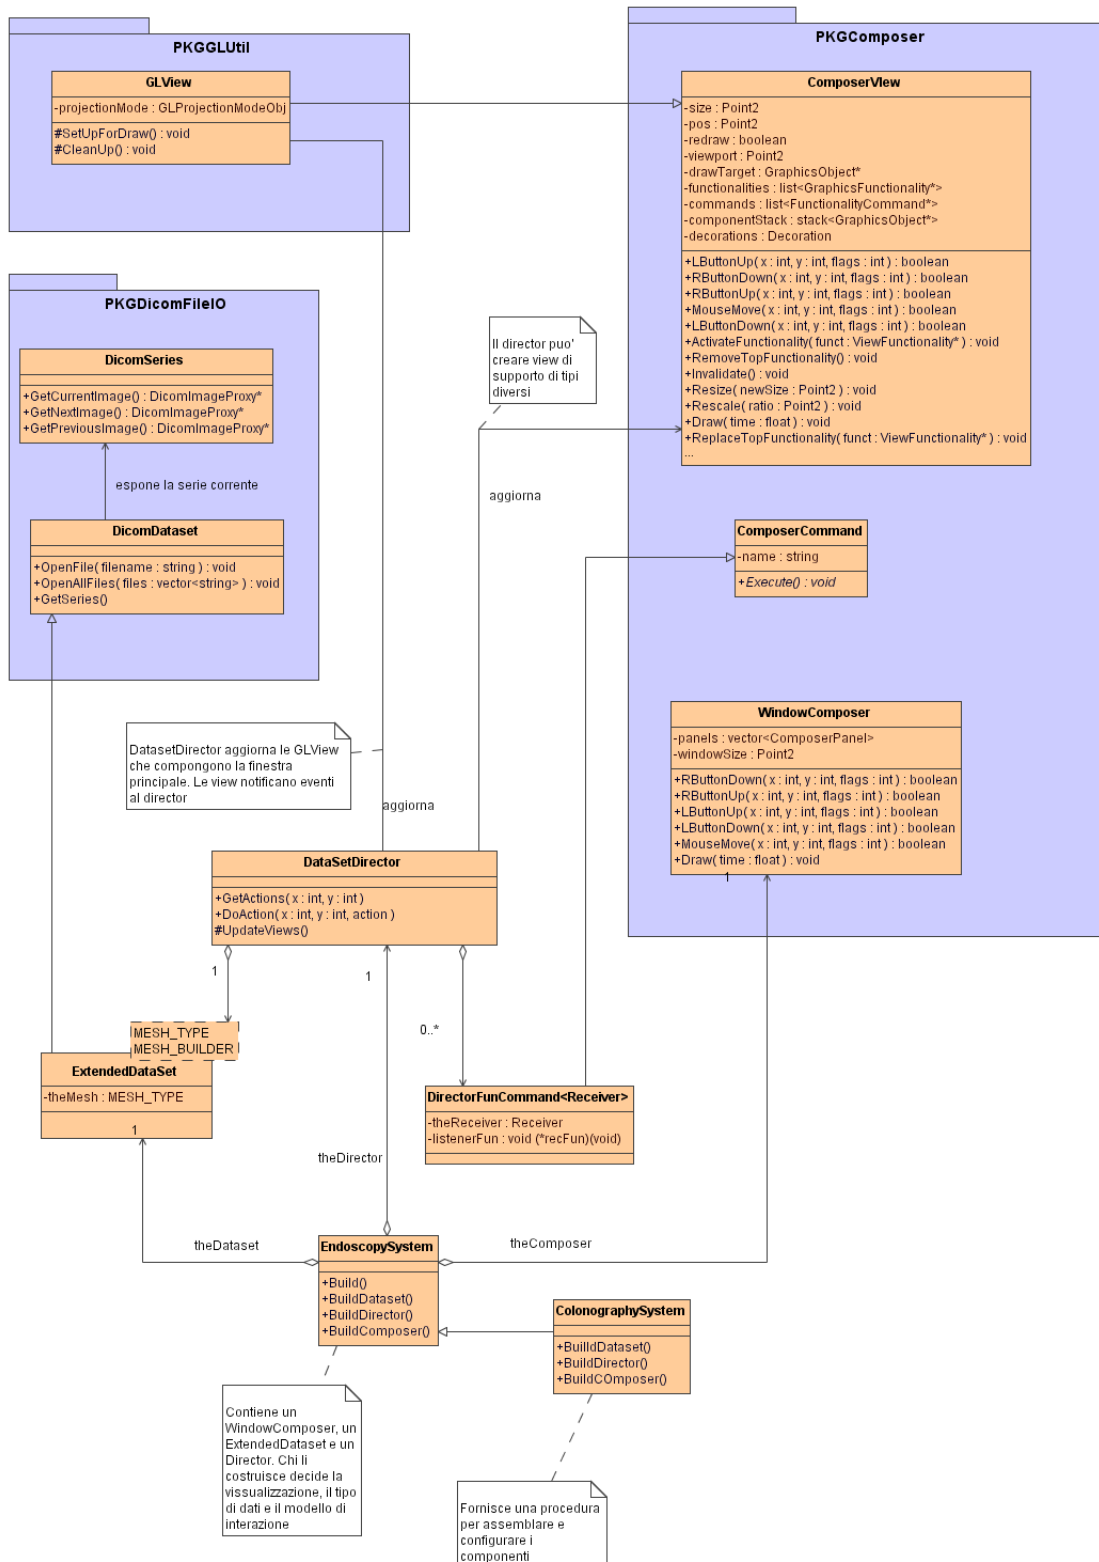 PKGGLUtil
GLView
-projectionMode : GLProjectionModeObj
#SetUpForDraw() : void
#CleanUp() : void
PKGComposer
ComposerVIew
-size : Point2
-pos : Point2
-redraw : boolean
-viewport : Point2
-drawTarget : GraphicsObject*
-functionalities : list<GraphicsFunctionality*>
-commands : list<FunctionalityCommand*>
-componentStack : stack<GraphicsObject*>
-decorations : Decoration
+LButtonUp( x : int, y : int, flags : int ) : boolean
+RButtonDown( x : int, y : int, flags : int ) : boolean
+RButtonUp( x : int, y : int, flags : int ) : boolean
+MouseMove( x : int, y : int, flags : int ) : boolean
+LButtonDown( x : int, y : int, flags : int ) : boolean
+ActivateFunctionality( funct : ViewFunctionality* ) : void
+RemoveTopFunctionality() : void
+Invalidate() : void
+Resize( newSize : Point2 ) : void
+Rescale( ratio : Point2 ) : void
+Draw( time : float ) : void
+ReplaceTopFunctionality( funct : ViewFunctionality* ) : void
...
PKGDicomFileIO
DicomSeries
+GetCurrentImage() : DicomImageProxy*
+GetNextImage() : DicomImageProxy*
+GetPreviousImage() : DicomImageProxy*
espone la serie corrente
DicomDataset
+OpenFile( filename : string ) : void
+OpenAllFiles( files : vector<string> ) : void
+GetSeries()
Il director puo'
creare view di
supporto di tipi
diversi
aggiorna
ComposerCommand
-name : string
+Execute() : void
WindowComposer
-panels : vector<ComposerPanel>
-windowSize : Point2
+RButtonDown( x : int, y : int, flags : int ) : boolean
+RButtonUp( x : int, y : int, flags : int ) : boolean
+LButtonUp( x : int, y : int, flags : int ) : boolean
+LButtonDown( x : int, y : int, flags : int ) : boolean
+MouseMove( x : int, y : int, flags : int ) : boolean
+Draw( time : float ) : void
1
DatasetDirector aggiorna le GLView
che compongono la finestra
principale. Le view notificano eventi
al director
aggiorna
DataSetDirector
+GetActions( x : int, y : int )
+DoAction( x : int, y : int, action )
#UpdateViews()
1
1
0..*
MESH_TYPE
MESH_BUILDER
ExtendedDataSet
-theMesh : MESH_TYPE
1
DirectorFunCommand<Receiver>
-theReceiver : Receiver
-listenerFun : void (*recFun)(void)
theDirector
theDataset
theComposer
EndoscopySystem
+Build()
+BuildDataset()
+BuildDirector()
+BuildComposer()
ColonographySystem
+BuilldDataset()
+BuildDirector()
+BuildCOmposer()
Contiene un
WindowComposer, un
ExtendedDataset e un
Director. Chi li
costruisce decide la
vissualizzazione, il tipo
di dati e il modello di
interazione
Fornisce una procedura
per assemblare e
configurare i
componenti